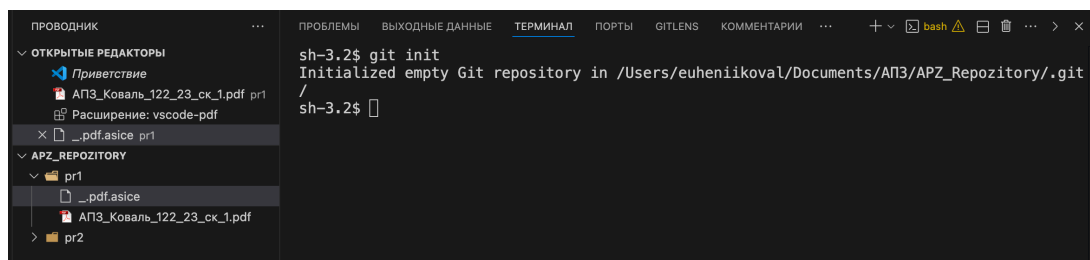 ПРОВОДНИК
ОТКРЫТЫЕ РЕДАКТОРЫ
Приветствие
АПЗ_Коваль_122_23_ск_1.pdf pr1
Расширение: vscode-pdf
_.pdf.asice pr1
APZ_REPOZITORY
pr1
_.pdf.asice
АПЗ_Коваль_122_23_ск_1.pdf
pr2
ПРОБЛЕМЫ ВЫХОДНЫЕ ДАННЫЕ ТЕРМИНАЛ ПОРТЫ GITLENS КОММЕНТАРИИ ... bash
sh-3.2$ git init
Initialized empty Git repository in /Users/euheniikoval/Documents/АПЗ/APZ_Repozitory/.git
/
sh-3.2$